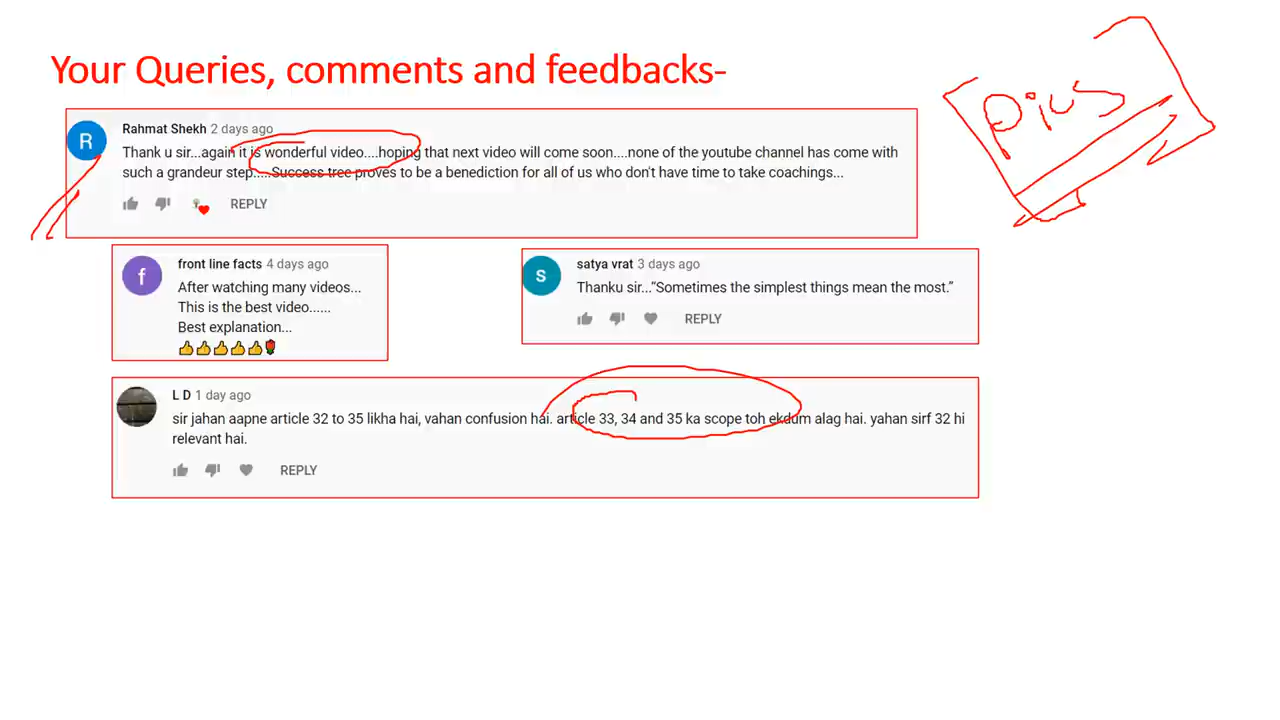 Your Queries, comments and feedbacks-
R
Rahmat Shekh 2 days ago
Thank u sir...again it is wonderful video....hoping that next video will come soon....none of the youtube channel has come with
such a grandeur step.....Success tree proves to be a benediction for all of us who don't have time to take coachings...
REPLY
f
front line facts 4 days ago
After watching many videos...
This is the best video......
Best explanation...
👍👍👍👍👍🌹
S
satya vrat 3 days ago
Thanku sir...“Sometimes the simplest things mean the most.”
REPLY
L D 1 day ago
sir jahan aapne article 32 to 35 likha hai, vahan confusion hai. article 33, 34 and 35 ka scope toh ekdum alag hai. yahan sirf 32 hi
relevant hai.
REPLY